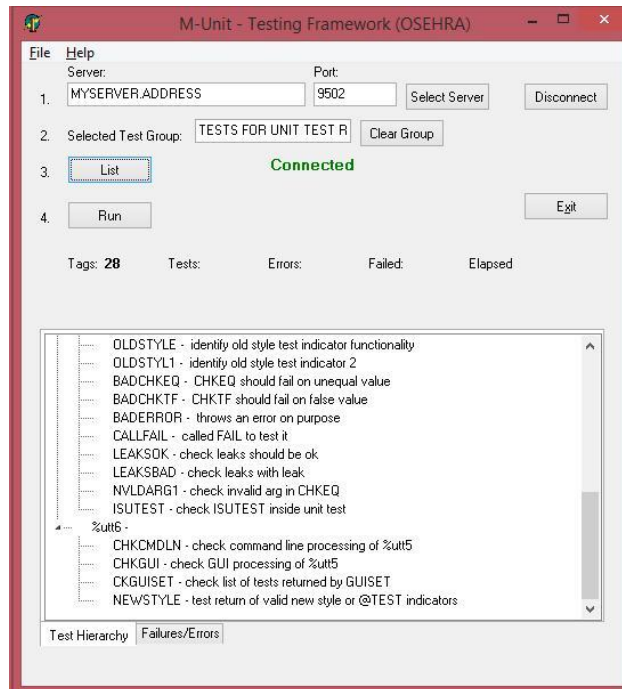 M-Unit - Testing Framework (OSEHRA)
File Help
Server: Port:
1. MYSERVER.ADDRESS 9502 Select Server Disconnect
2. Selected Test Group: TESTS FOR UNIT TEST R Clear Group
3. List Connected
Exit
4. Run
Tags: 28 Tests: Errors: Failed: Elapsed
OLDSTYLE - identify old style test indicator functionality
OLDSTYL1 - identify old style test indicator 2
BADCHKEQ - CHKEQ should fail on unequal value
BADCHKTF - CHKTF should fail on false value
BADERROR - throws an error on purpose
CALLFAIL - called FAIL to test it
LEAKSOK - check leaks should be ok
LEAKSBAD - check leaks with leak
NVLDARG1 - check invalid arg in CHKEQ
ISUTEST - check ISUTEST inside unit test
%utt6 -
CHKCMDLN - check command line processing of %utt5
CHKGUI - check GUI processing of %utt5
CKGUISET - check list of tests returned by GUISET
NEWSTYLE - test return of valid new style or @TEST indicators
Test Hierarchy Failures/Errors